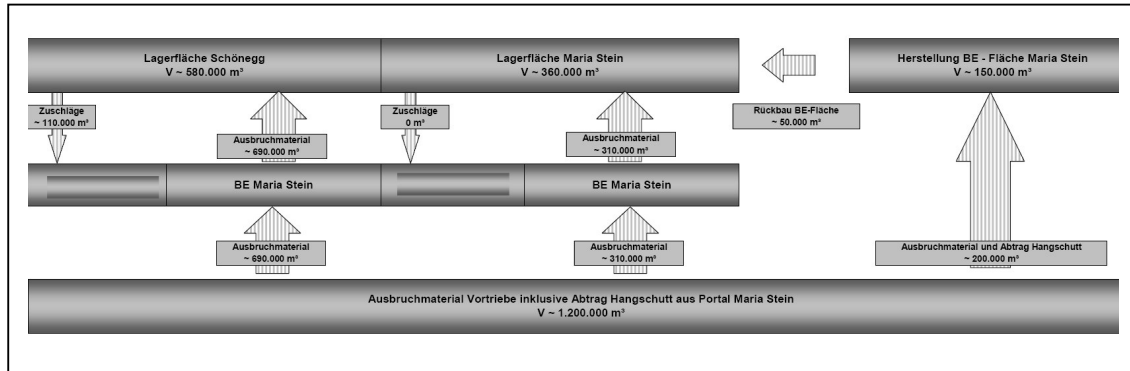 Lagerfläche Schönegg
V ~ 580.000 m³
Lagerfläche Maria Stein
V ~ 360.000 m³
Herstellung BE - Fläche Maria Stein
V ~ 150.000 m³
Zuschläge
~ 110.000 m³
Ausbruchmaterial
~ 690.000 m³
Zuschläge
0 m³
Ausbruchmaterial
~ 310.000 m³
Rückbau BE-Fläche
~ 50.000 m³
BE Maria Stein
BE Maria Stein
Ausbruchmaterial
~ 690.000 m³
Ausbruchmaterial
~ 310.000 m³
Ausbruchmaterial und Abtrag Hangschutt
~ 200.000 m³
Ausbruchmaterial Vortriebe inklusive Abtrag Hangschutt aus Portal Maria Stein
V ~ 1.200.000 m³